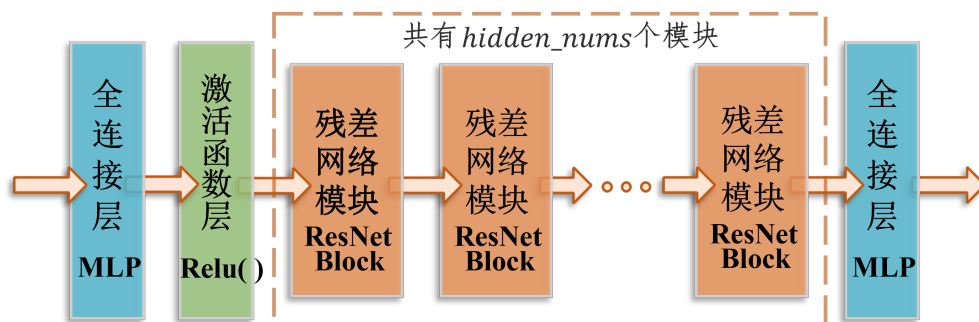 共有hidden_nums个模块
全
连
接
层
MLP
激
活
函
数
层
Relu( )
残差
网络
模块
ResNet
Block
残差
网络
模块
ResNet
Block
残差
网络
模块
ResNet
Block
全
连
接
层
MLP